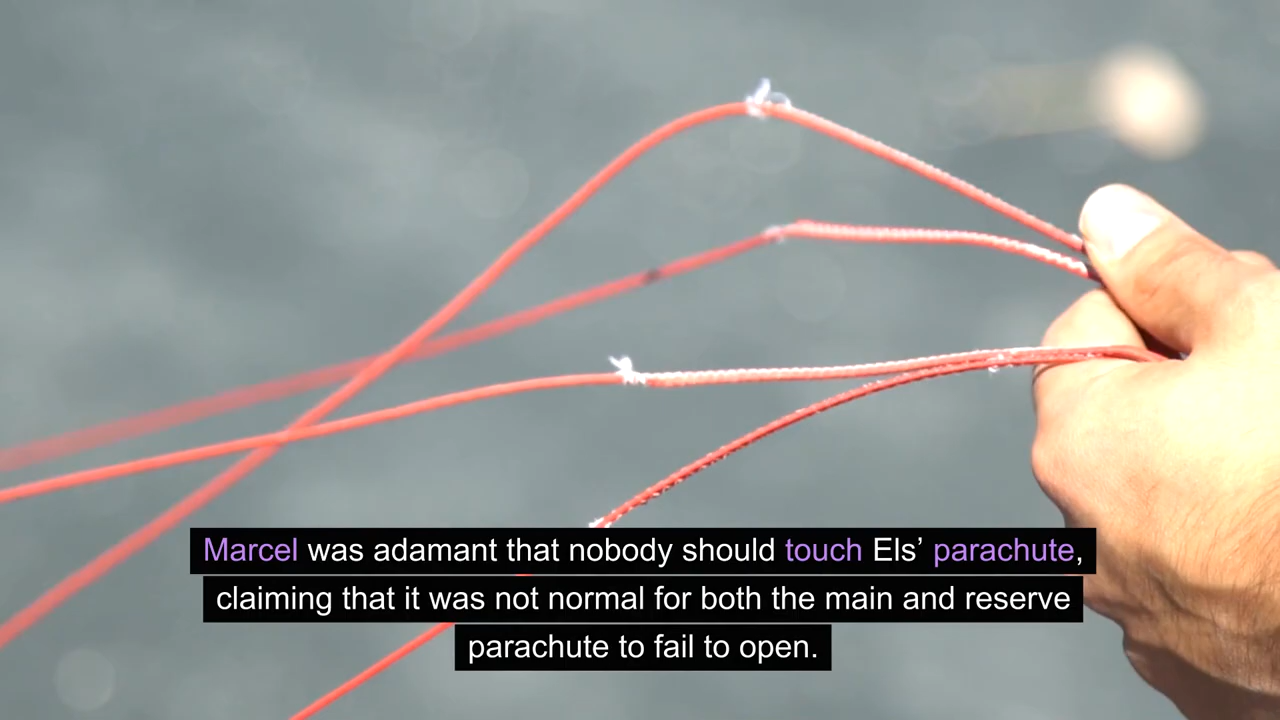 Marcel was adamant that nobody should touch Els’ parachute,
claiming that it was not normal for both the main and reserve
parachute to fail to open.